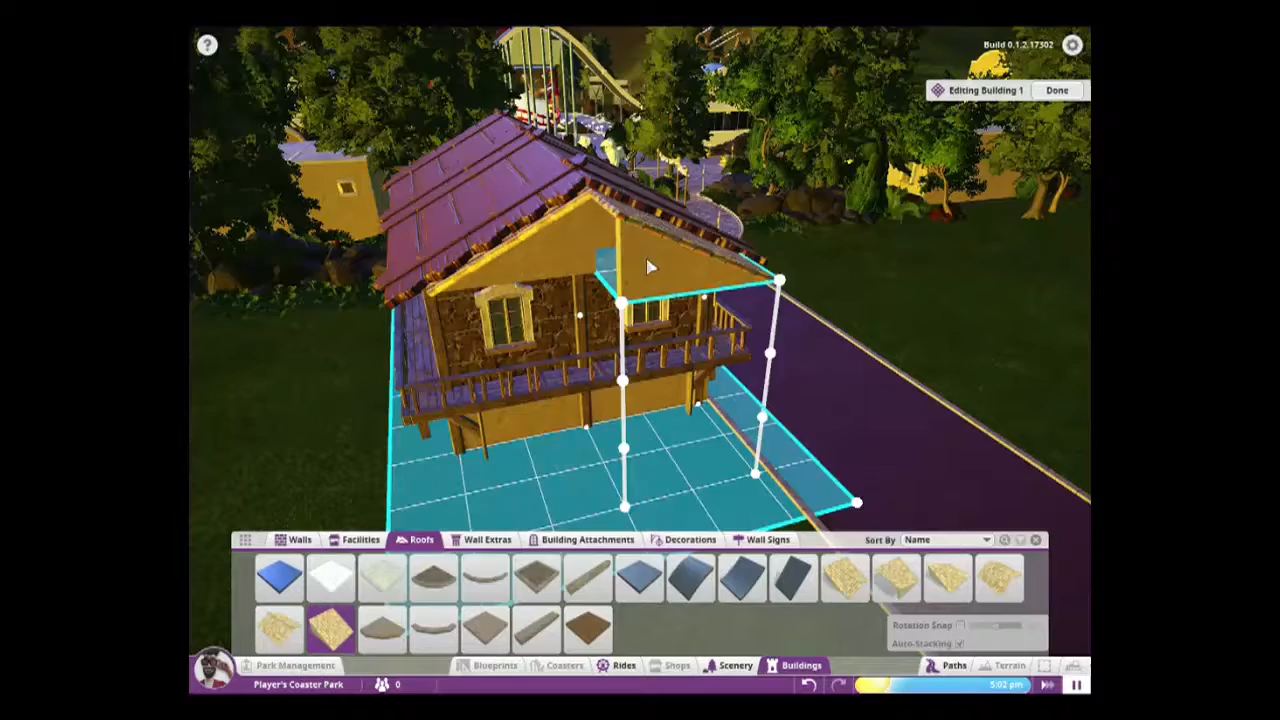 ?
Build 0.1.2.17302
Editing Building 1 Done
Walls Facilities Roofs Wall Extras Building Attachments Decorations Wall Signs Sort By Name
Rotation Snap
Auto-Stacking
Park Management Blueprints Coasters Rides Shops Scenery Buildings Paths Terrain
Player's Coaster Park 0 5:02 pm